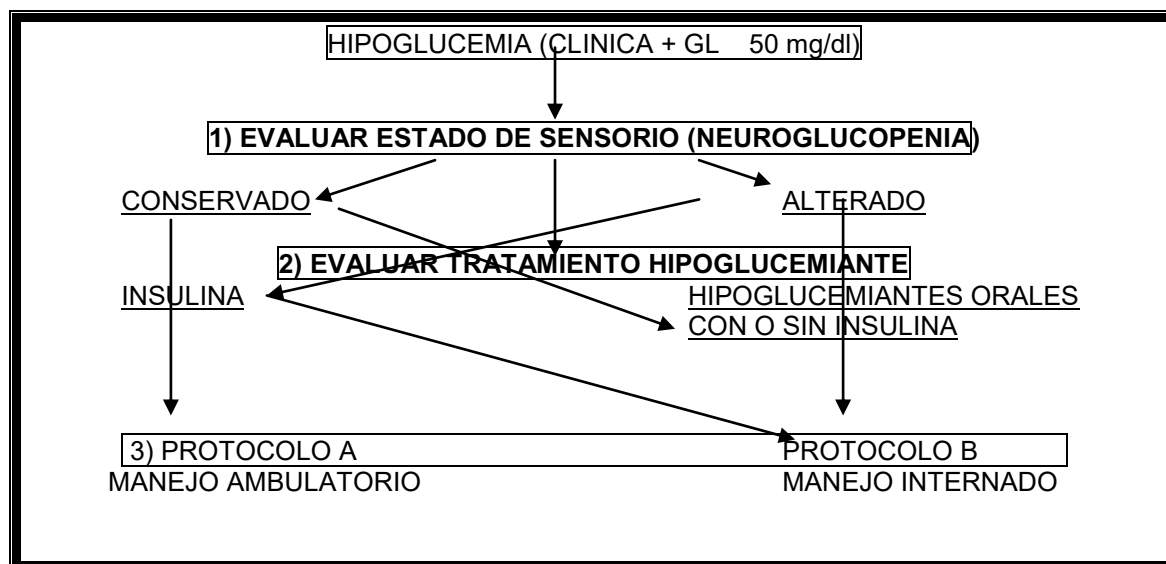 HIPOGLUCEMIA (CLINICA + GL 50 mg/dl)
1) EVALUAR ESTADO DE SENSORIO (NEUROGLUCOPENIA)
CONSERVADO ALTERADO
2) EVALUAR TRATAMIENTO HIPOGLUCEMIANTE
INSULINA HIPOGLUCEMIANTES ORALES
CON O SIN INSULINA
3) PROTOCOLO A PROTOCOLO B
MANEJO AMBULATORIO MANEJO INTERNADO